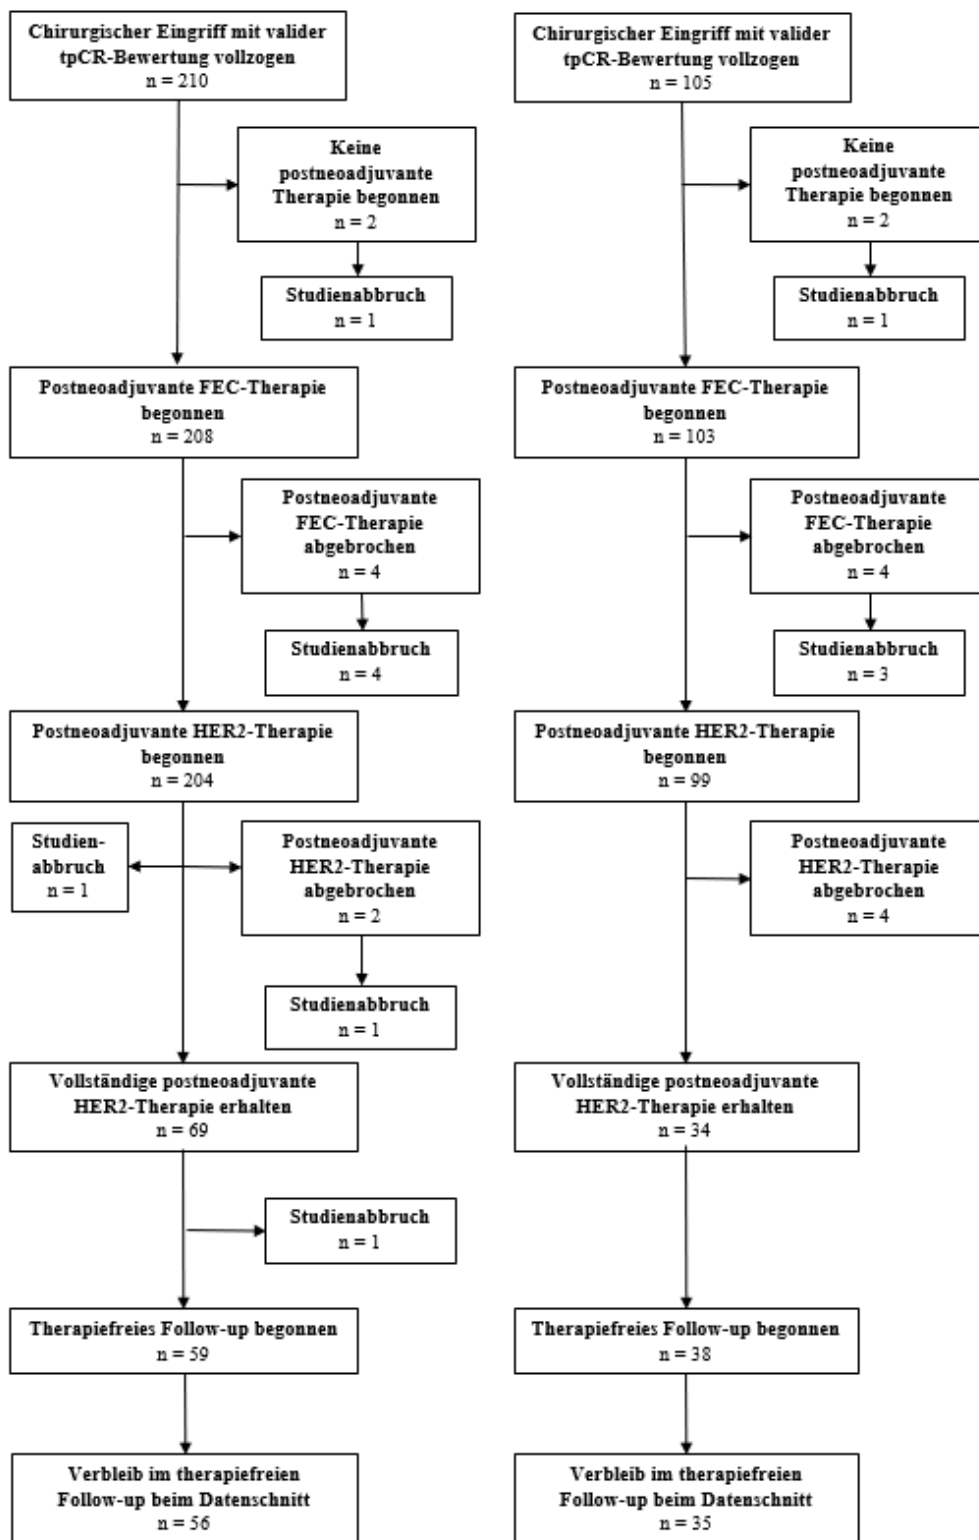 Chirurgischer Eingriff mit valider
tpCR-Bewertung vollzogen
n = 210
Keine
postneoadjuvante
Therapie begonnen
n = 2
Studienabbruch
n = 1
Postneoadjuvante FEC-Therapie
begonnen
n = 208
Postneoadjuvante
FEC-Therapie
abgebrochen
n = 4
Studienabbruch
n = 4
Postneoadjuvante HER2-Therapie
begonnen
n = 204
Studien-
abbruch
n = 1
Postneoadjuvante
HER2-Therapie
abgebrochen
n = 2
Studienabbruch
n = 1
Vollständige postneoadjuvante
HER2-Therapie erhalten
n = 69
Studienabbruch
n = 1
Therapiefreies Follow-up begonnen
n = 59
Verbleib im therapiefreien
Follow-up beim Datenschnitt
n = 56
Chirurgischer Eingriff mit valider
tpCR-Bewertung vollzogen
n = 105
Keine
postneoadjuvante
Therapie begonnen
n = 2
Studienabbruch
n = 1
Postneoadjuvante FEC-Therapie
begonnen
n = 103
Postneoadjuvante
FEC-Therapie
abgebrochen
n = 4
Studienabbruch
n = 3
Postneoadjuvante HER2-Therapie
begonnen
n = 99
Postneoadjuvante
HER2-Therapie
abgebrochen
n = 4
Vollständige postneoadjuvante
HER2-Therapie erhalten
n = 34
Therapiefreies Follow-up begonnen
n = 38
Verbleib im therapiefreien
Follow-up beim Datenschnitt
n = 35